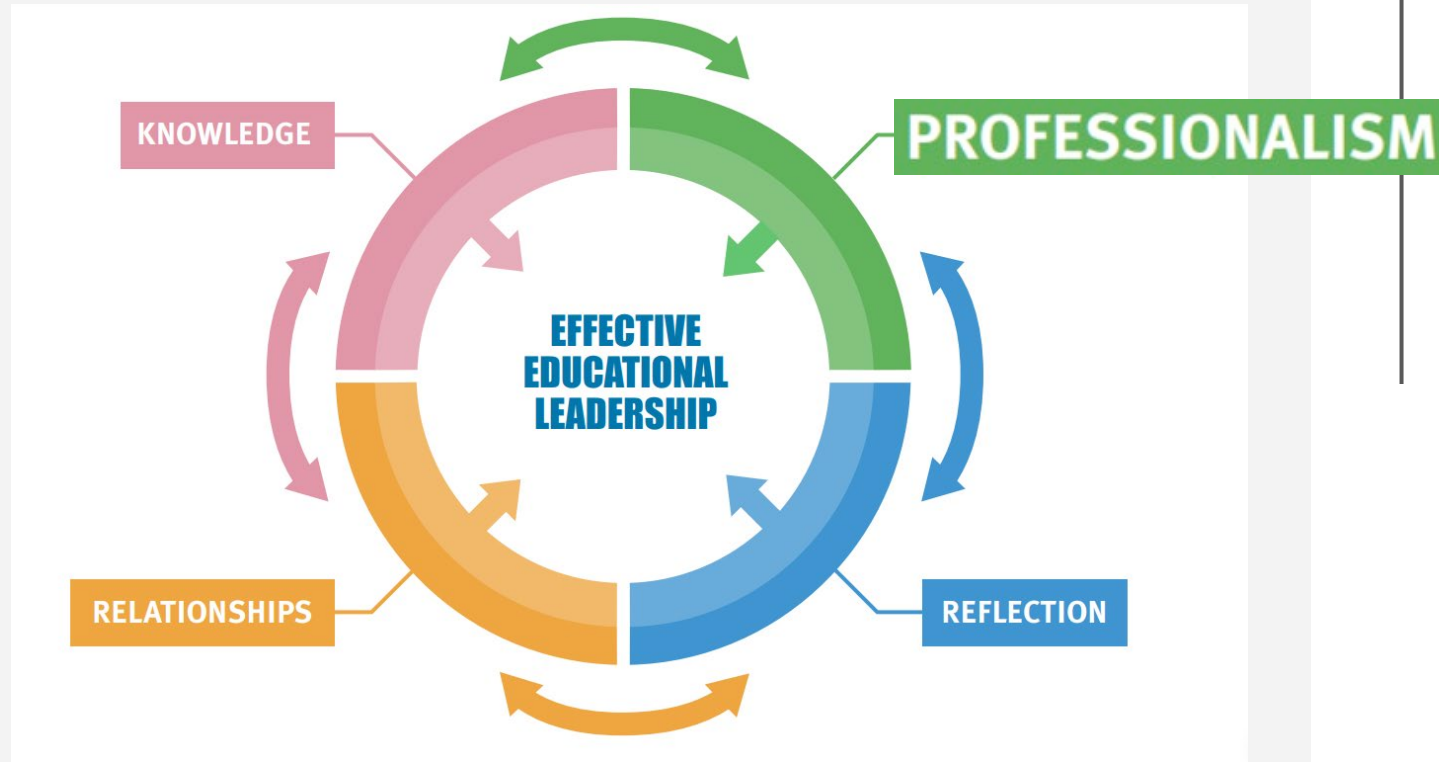 KNOWLEDGE
PROFESSIONALISM
EFFECTIVE
EDUCATIONAL
LEADERSHIP
RELATIONSHIPS
REFLECTION